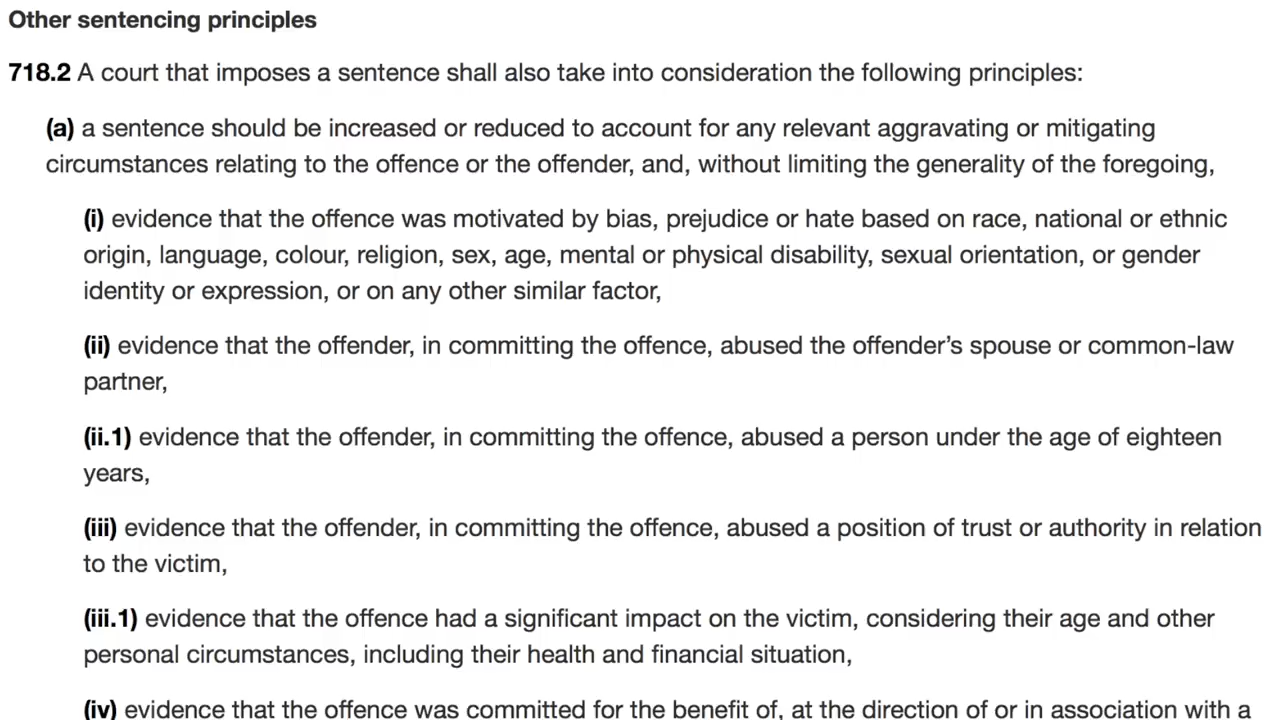 Other sentencing principles
718.2 A court that imposes a sentence shall also take into consideration the following principles:
(a) a sentence should be increased or reduced to account for any relevant aggravating or mitigating
circumstances relating to the offence or the offender, and, without limiting the generality of the foregoing,
(i) evidence that the offence was motivated by bias, prejudice or hate based on race, national or ethnic
origin, language, colour, religion, sex, age, mental or physical disability, sexual orientation, or gender
identity or expression, or on any other similar factor,
(ii) evidence that the offender, in committing the offence, abused the offender’s spouse or common-law
partner,
(ii.1) evidence that the offender, in committing the offence, abused a person under the age of eighteen
years,
(iii) evidence that the offender, in committing the offence, abused a position of trust or authority in relation
to the victim,
(iii.1) evidence that the offence had a significant impact on the victim, considering their age and other
personal circumstances, including their health and financial situation,
(iv) evidence that the offence was committed for the benefit of, at the direction of or in association with a